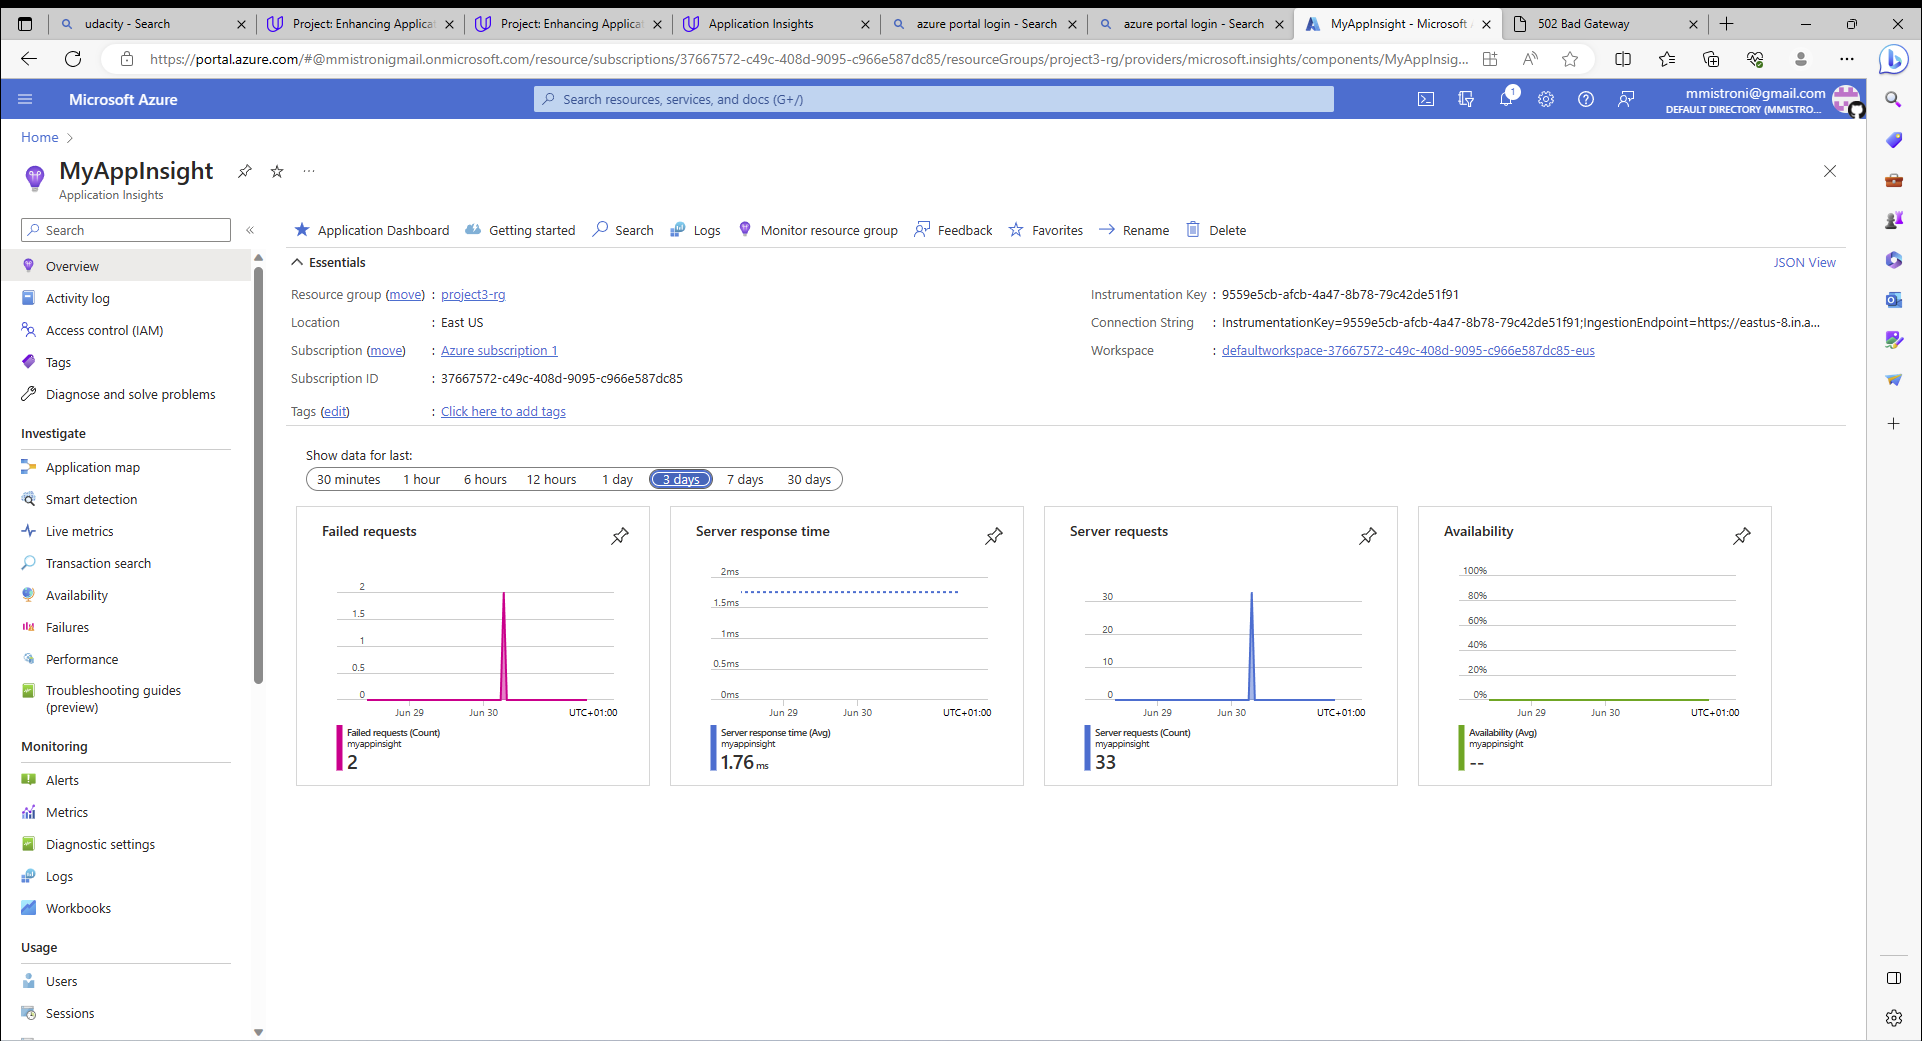 udacity - Search
Project: Enhancing Applicat
Project: Enhancing Applicat
Application Insights
azure portal login - Search
azure portal login - Search
MyAppInsight - Microsoft A
502 Bad Gateway
https://portal.azure.com/#@mmistronigmail.onmicrosoft.com/resource/subscriptions/37667572-c49c-408d-9095-c966e587dc85/resourceGroups/project3-rg/providers/microsoft.insights/components/MyAppInsig...
Microsoft Azure
Search resources, services, and docs (G+/)
1
mmistroni@gmail.com
DEFAULT DIRECTORY (MMISTRO...
Home
MyAppInsight
Application Insights
Search
Application Dashboard
Getting started
Search
Logs
Monitor resource group
Feedback
Favorites
Rename
Delete
Overview
Activity log
Access control (IAM)
Tags
Diagnose and solve problems
Investigate
Application map
Smart detection
Live metrics
Transaction search
Availability
Failures
Performance
Troubleshooting guides
(preview)
Monitoring
Alerts
Metrics
Diagnostic settings
Logs
Workbooks
Usage
Users
Sessions
Essentials
JSON View
Resource group (move) : project3-rg
Location : East US
Subscription (move) : Azure subscription 1
Subscription ID : 37667572-c49c-408d-9095-c966e587dc85
Tags (edit) : Click here to add tags
Instrumentation Key : 9559e5cb-afcb-4a47-8b78-79c42de51f91
Connection String : InstrumentationKey=9559e5cb-afcb-4a47-8b78-79c42de51f91;IngestionEndpoint=https://eastus-8.in.a...
Workspace : defaultworkspace-37667572-c49c-408d-9095-c966e587dc85-eus
Show data for last:
30 minutes 1 hour 6 hours 12 hours 1 day 3 days 7 days 30 days
Failed requests
2
1.5
1
0.5
0
Jun 29 Jun 30 UTC+01:00
Failed requests (Count)
myappinsight
2
Server response time
2ms
1.5ms
1ms
0.5ms
0ms
Jun 29 Jun 30 UTC+01:00
Server response time (Avg)
myappinsight
1.76 ms
Server requests
30
20
10
0
Jun 29 Jun 30 UTC+01:00
Server requests (Count)
myappinsight
33
Availability
100%
80%
60%
40%
20%
0%
Jun 29 Jun 30 UTC+01:00
Availability (Avg)
myappinsight
--